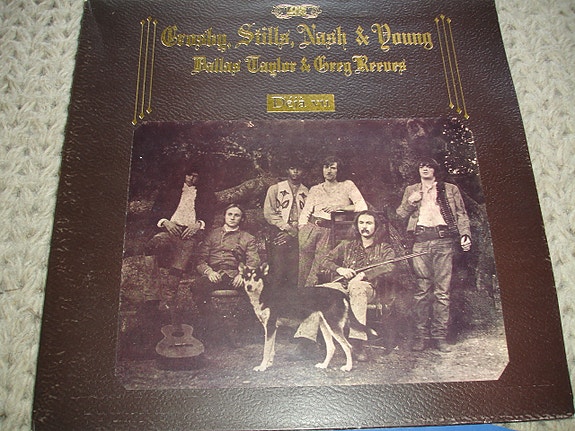 Crosby, Stills, Nash & Young
Dallas Taylor & Greg Reeves
Déjà vu